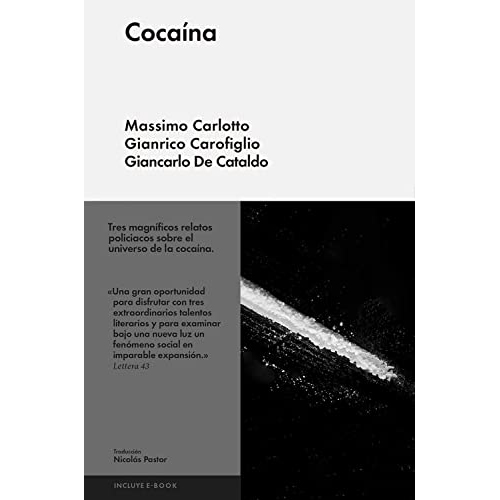 Cocaína
Massimo Carlotto
Gianrico Carofiglio
Giancarlo De Cataldo
Tres magníficos relatos
policiacos sobre el
universo de la cocaína.
«Una gran oportunidad
para disfrutar con tres
extraordinarios talentos
literarios y para examinar
bajo una nueva luz un
fenómeno social en
imparable expansión.»
Lettera 43
Traducción
Nicolás Pastor
INCLUYE E-BOOK